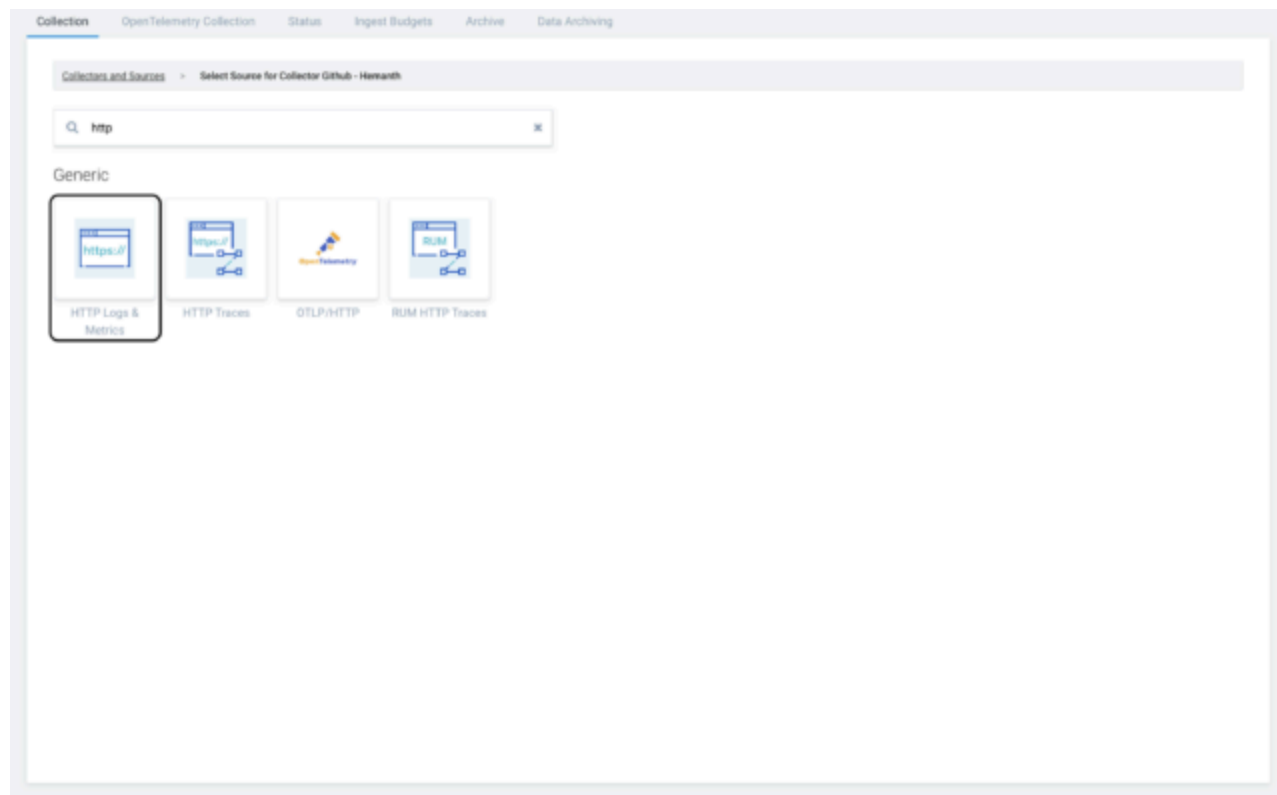 Collection OpenTelemetry Collection Status Ingest Budgets Archive Data Archiving
Collectors and Sources > Select Source for Collector Github - Hemanth
http
Generic
https:// https:// OpenTelemetry RUM
HTTP Logs & Metrics
HTTP Traces
OTLP/HTTP
RUM HTTP Traces